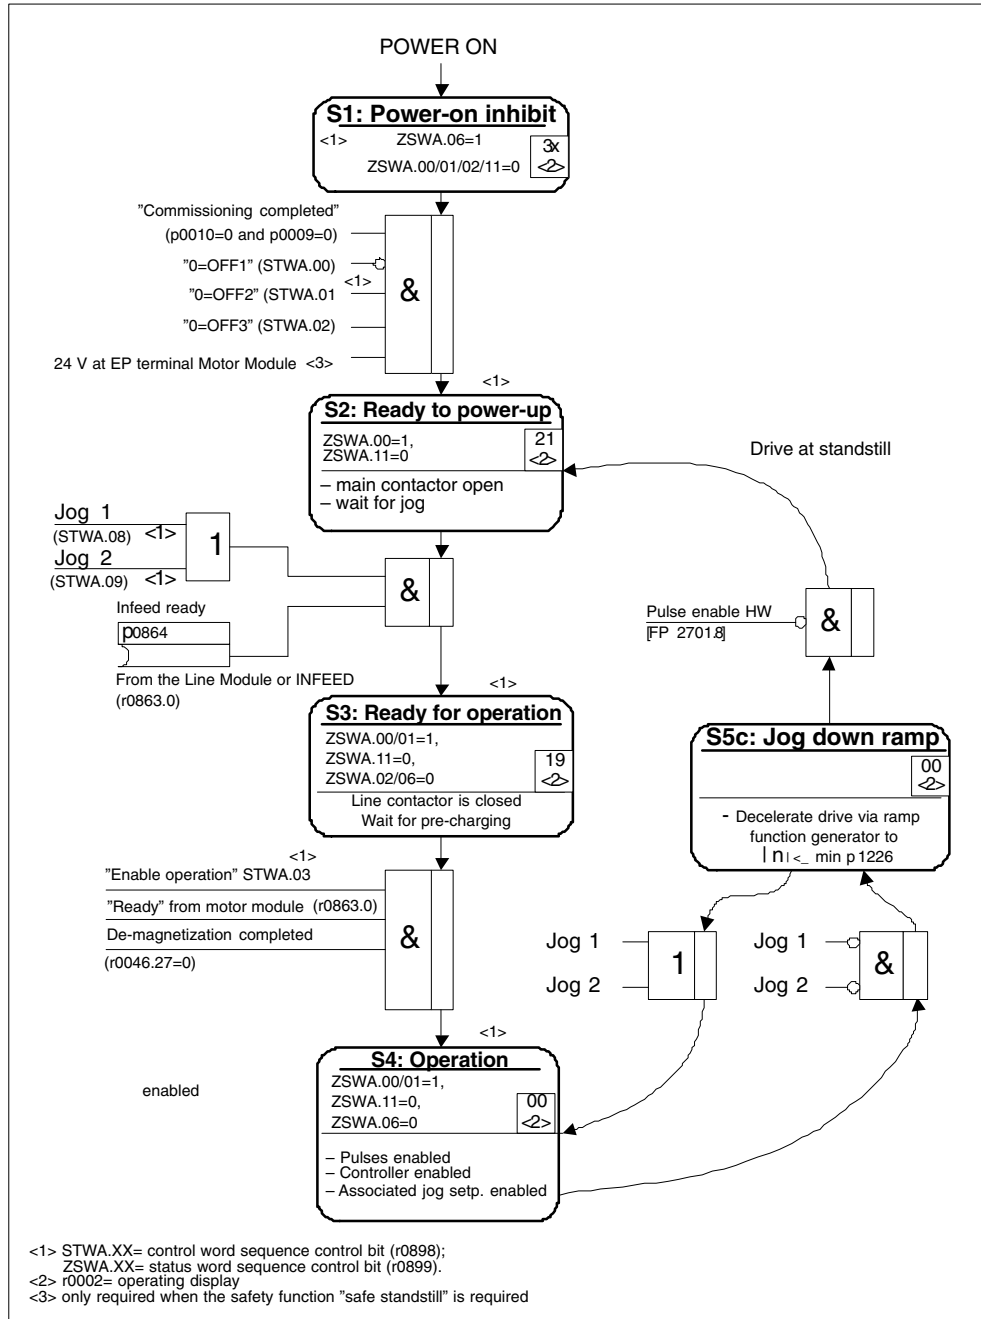 POWER ON
S1: Power-on inhibit
<1> ZSWA.06=1
ZSWA.00/01/02/11=0
3x
<2>
"Commissioning completed"
(p0010=0 and p0009=0)
"0=OFF1" (STWA.00)
<1>
"0=OFF2" (STWA.01
"0=OFF3" (STWA.02)
24 V at EP terminal Motor Module <3>
&
<1>
S2: Ready to power-up
ZSWA.00=1,
ZSWA.11=0
21
<2>
– main contactor open
– wait for jog
Drive at standstill
Jog 1
(STWA.08) <1>
Jog 2
(STWA.09) <1>
1
&
Infeed ready
p0864
From the Line Module or INFEED
(r0863.0)
Pulse enable HW
[FP 2701.8]
&
<1>
S3: Ready for operation
ZSWA.00/01=1,
ZSWA.11=0,
ZSWA.02/06=0
19
<2>
Line contactor is closed
Wait for pre-charging
S5c: Jog down ramp
00
<2>
- Decelerate drive via ramp
function generator to
|n|<_ min p1226
<1>
"Enable operation" STWA.03
"Ready" from motor module (r0863.0)
De-magnetization completed
(r0046.27=0)
&
Jog 1
Jog 2
1
Jog 1
Jog 2
&
<1>
S4: Operation
ZSWA.00/01=1,
ZSWA.11=0,
ZSWA.06=0
00
<2>
enabled
– Pulses enabled
– Controller enabled
– Associated jog setp. enabled
<1> STWA.XX= control word sequence control bit (r0898);
ZSWA.XX= status word sequence control bit (r0899).
<2> r0002= operating display
<3> only required when the safety function "safe standstill" is required